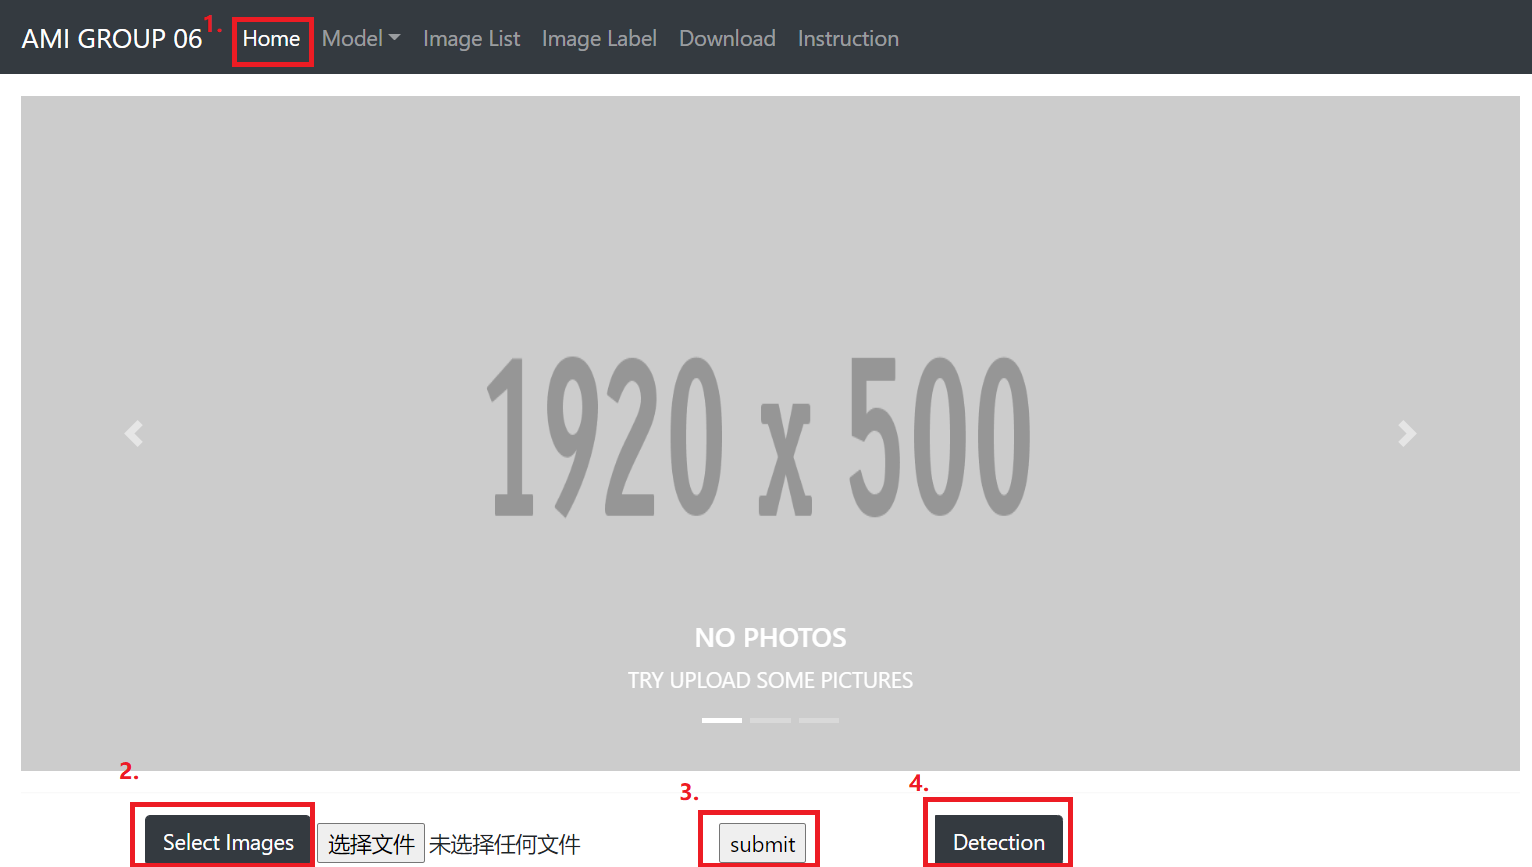 AMI GROUP 06 1. Home Model Image List Image Label Download Instruction
1920 x 500
NO PHOTOS
TRY UPLOAD SOME PICTURES
2. 3. 4.
Select Images 选择文件 未选择任何文件 submit Detection